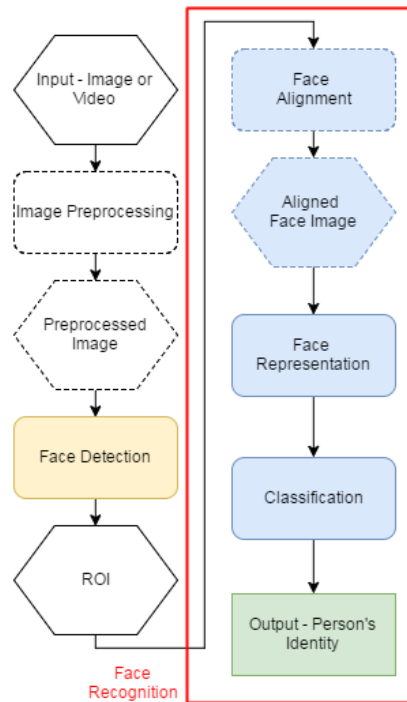 Input - Image or
Video
Image Preprocessing
Preprocessed
Image
Face Detection
ROI
Face
Recognition
Face
Alignment
Aligned
Face Image
Face
Representation
Classification
Output - Person's
Identity